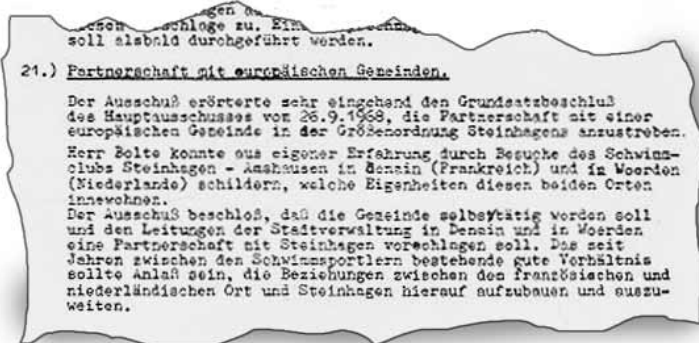 zu.
soll alsbald durchgeführt werden.
21.) Partnerschaft mit europäischen Gemeinden.
Der Ausschuß erörterte sehr eingehend den Grundsatzbeschluß
des Hauptausschusses vom 26.9.1968, die Partnerschaft mit einer
europäischen Gemeinde in der Größenordnung Steinhagens anzustreben.
Herr Bolte konnte aus eigener Erfahrung durch Besuche des Schwimm-
clubs Steinhagen - Amshausen in Denain (Frankreich) und in Woerden
(Niederlande) schildern, welche Eigenheiten diesen beiden Orten
innewohnen.
Der Ausschuß beschloß, daß die Gemeinde selbsttätig werden soll
und den Leitungen der Stadtverwaltung in Denain und in Woerden
eine Partnerschaft mit Steinhagen vorschlagen soll. Das seit
Jahren zwischen den Schwimmsportlern bestehende gute Verhältnis
sollte Anlaß sein, die Beziehungen zwischen dem französischen und
niederländischen Ort und Steinhagen hierauf aufzubauen und auszu-
weiten.